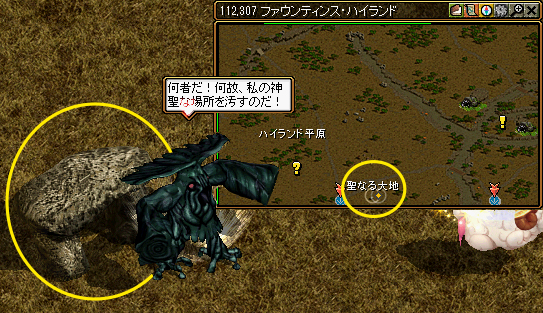 112,307 ファウンティンス・ハイランド
何者だ！何故、私の神
聖な場所を汚すのだ！
ハイランド平原
聖なる大地